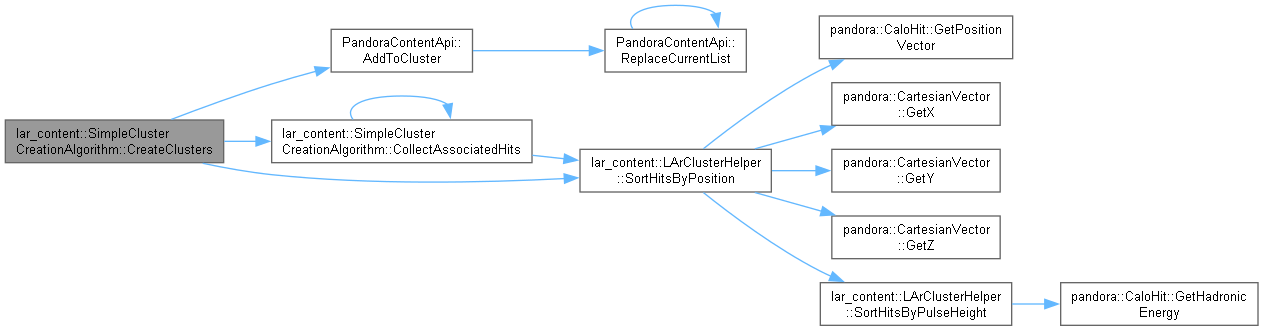 lar_content::SimpleCluster
CreationAlgorithm::CreateClusters
PandoraContentApi::
AddToCluster
PandoraContentApi::
ReplaceCurrentList
lar_content::SimpleCluster
CreationAlgorithm::CollectAssociatedHits
lar_content::LArClusterHelper
::SortHitsByPosition
pandora::CaloHit::GetPosition
Vector
pandora::CartesianVector
::GetX
pandora::CartesianVector
::GetY
pandora::CartesianVector
::GetZ
lar_content::LArClusterHelper
::SortHitsByPulseHeight
pandora::CaloHit::GetHadronic
Energy